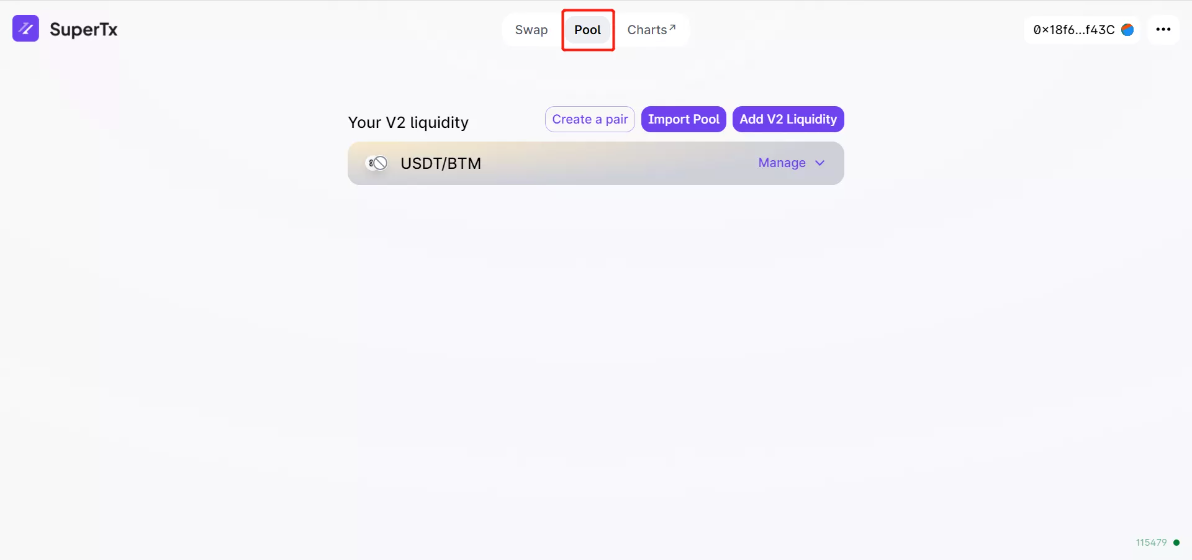 SuperTx
Swap Pool Charts↗
0×18f6...f43C
Your V2 liquidity
Create a pair
Import Pool
Add V2 Liquidity
USDT/BTM
Manage
115479